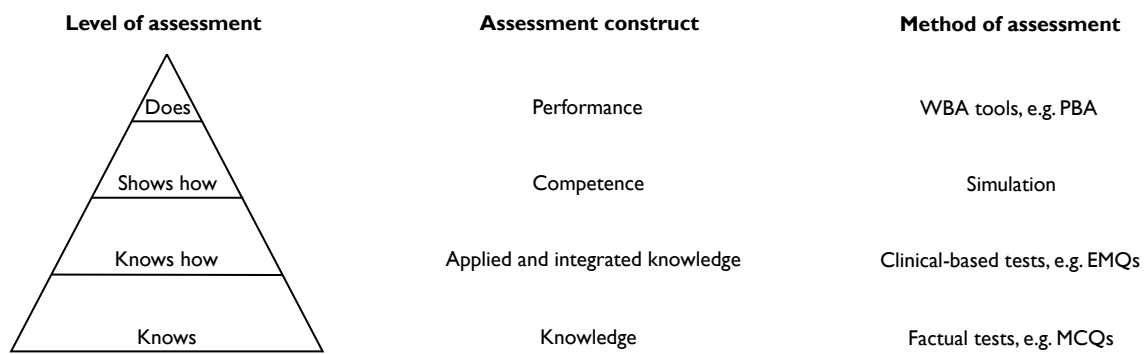 Level of assessment Assessment construct Method of assessment
Does Performance WBA tools, e.g. PBA
Shows how Competence Simulation
Knows how Applied and integrated knowledge Clinical-based tests, e.g. EMQs
Knows Knowledge Factual tests, e.g. MCQs